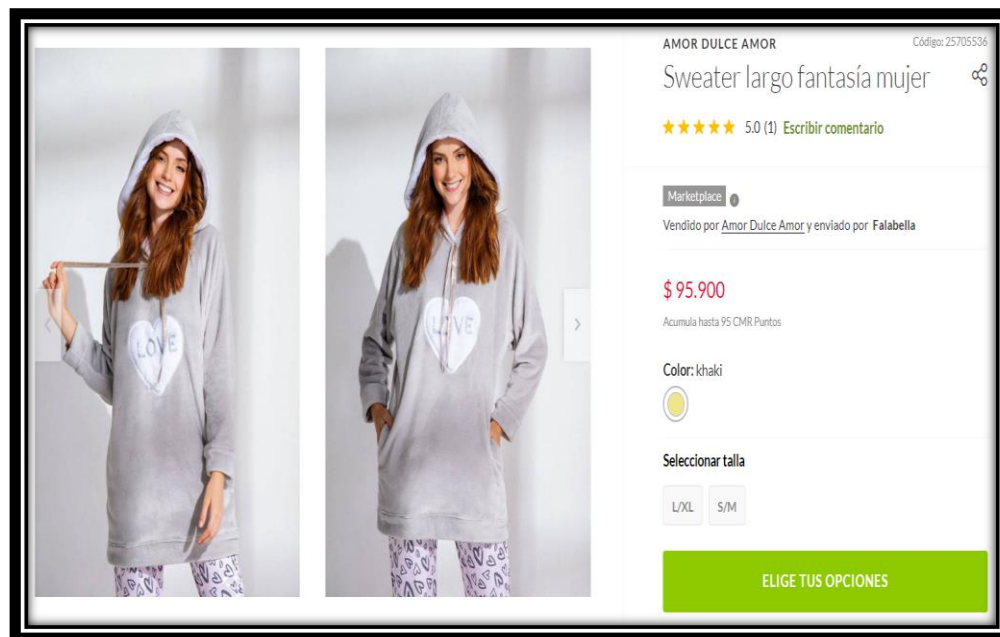 AMOR DULCE AMOR
Código: 25705536
Sweater largo fantasía mujer
5.0 (1) Escribir comentario
Marketplace
Vendido por Amor Dulce Amor y enviado por Falabella
$ 95.900
Acumula hasta 95 CMR Puntos
Color: khaki
Seleccionar talla
L/XL S/M
ELIGE TUS OPCIONES
LOVE
LOVE